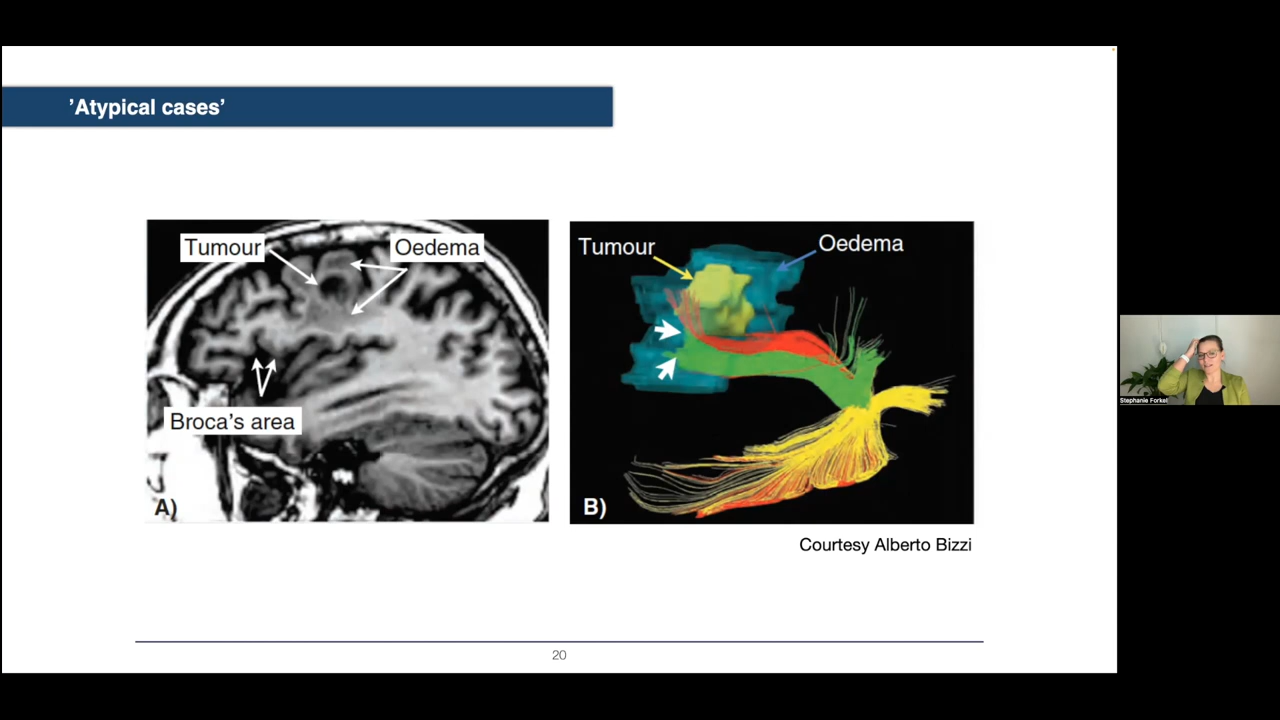 ’Atypical cases’
Tumour
Oedema
Broca’s area
A)
Tumour
Oedema
B)
Courtesy Alberto Bizzi
20
Stephanie Forkel